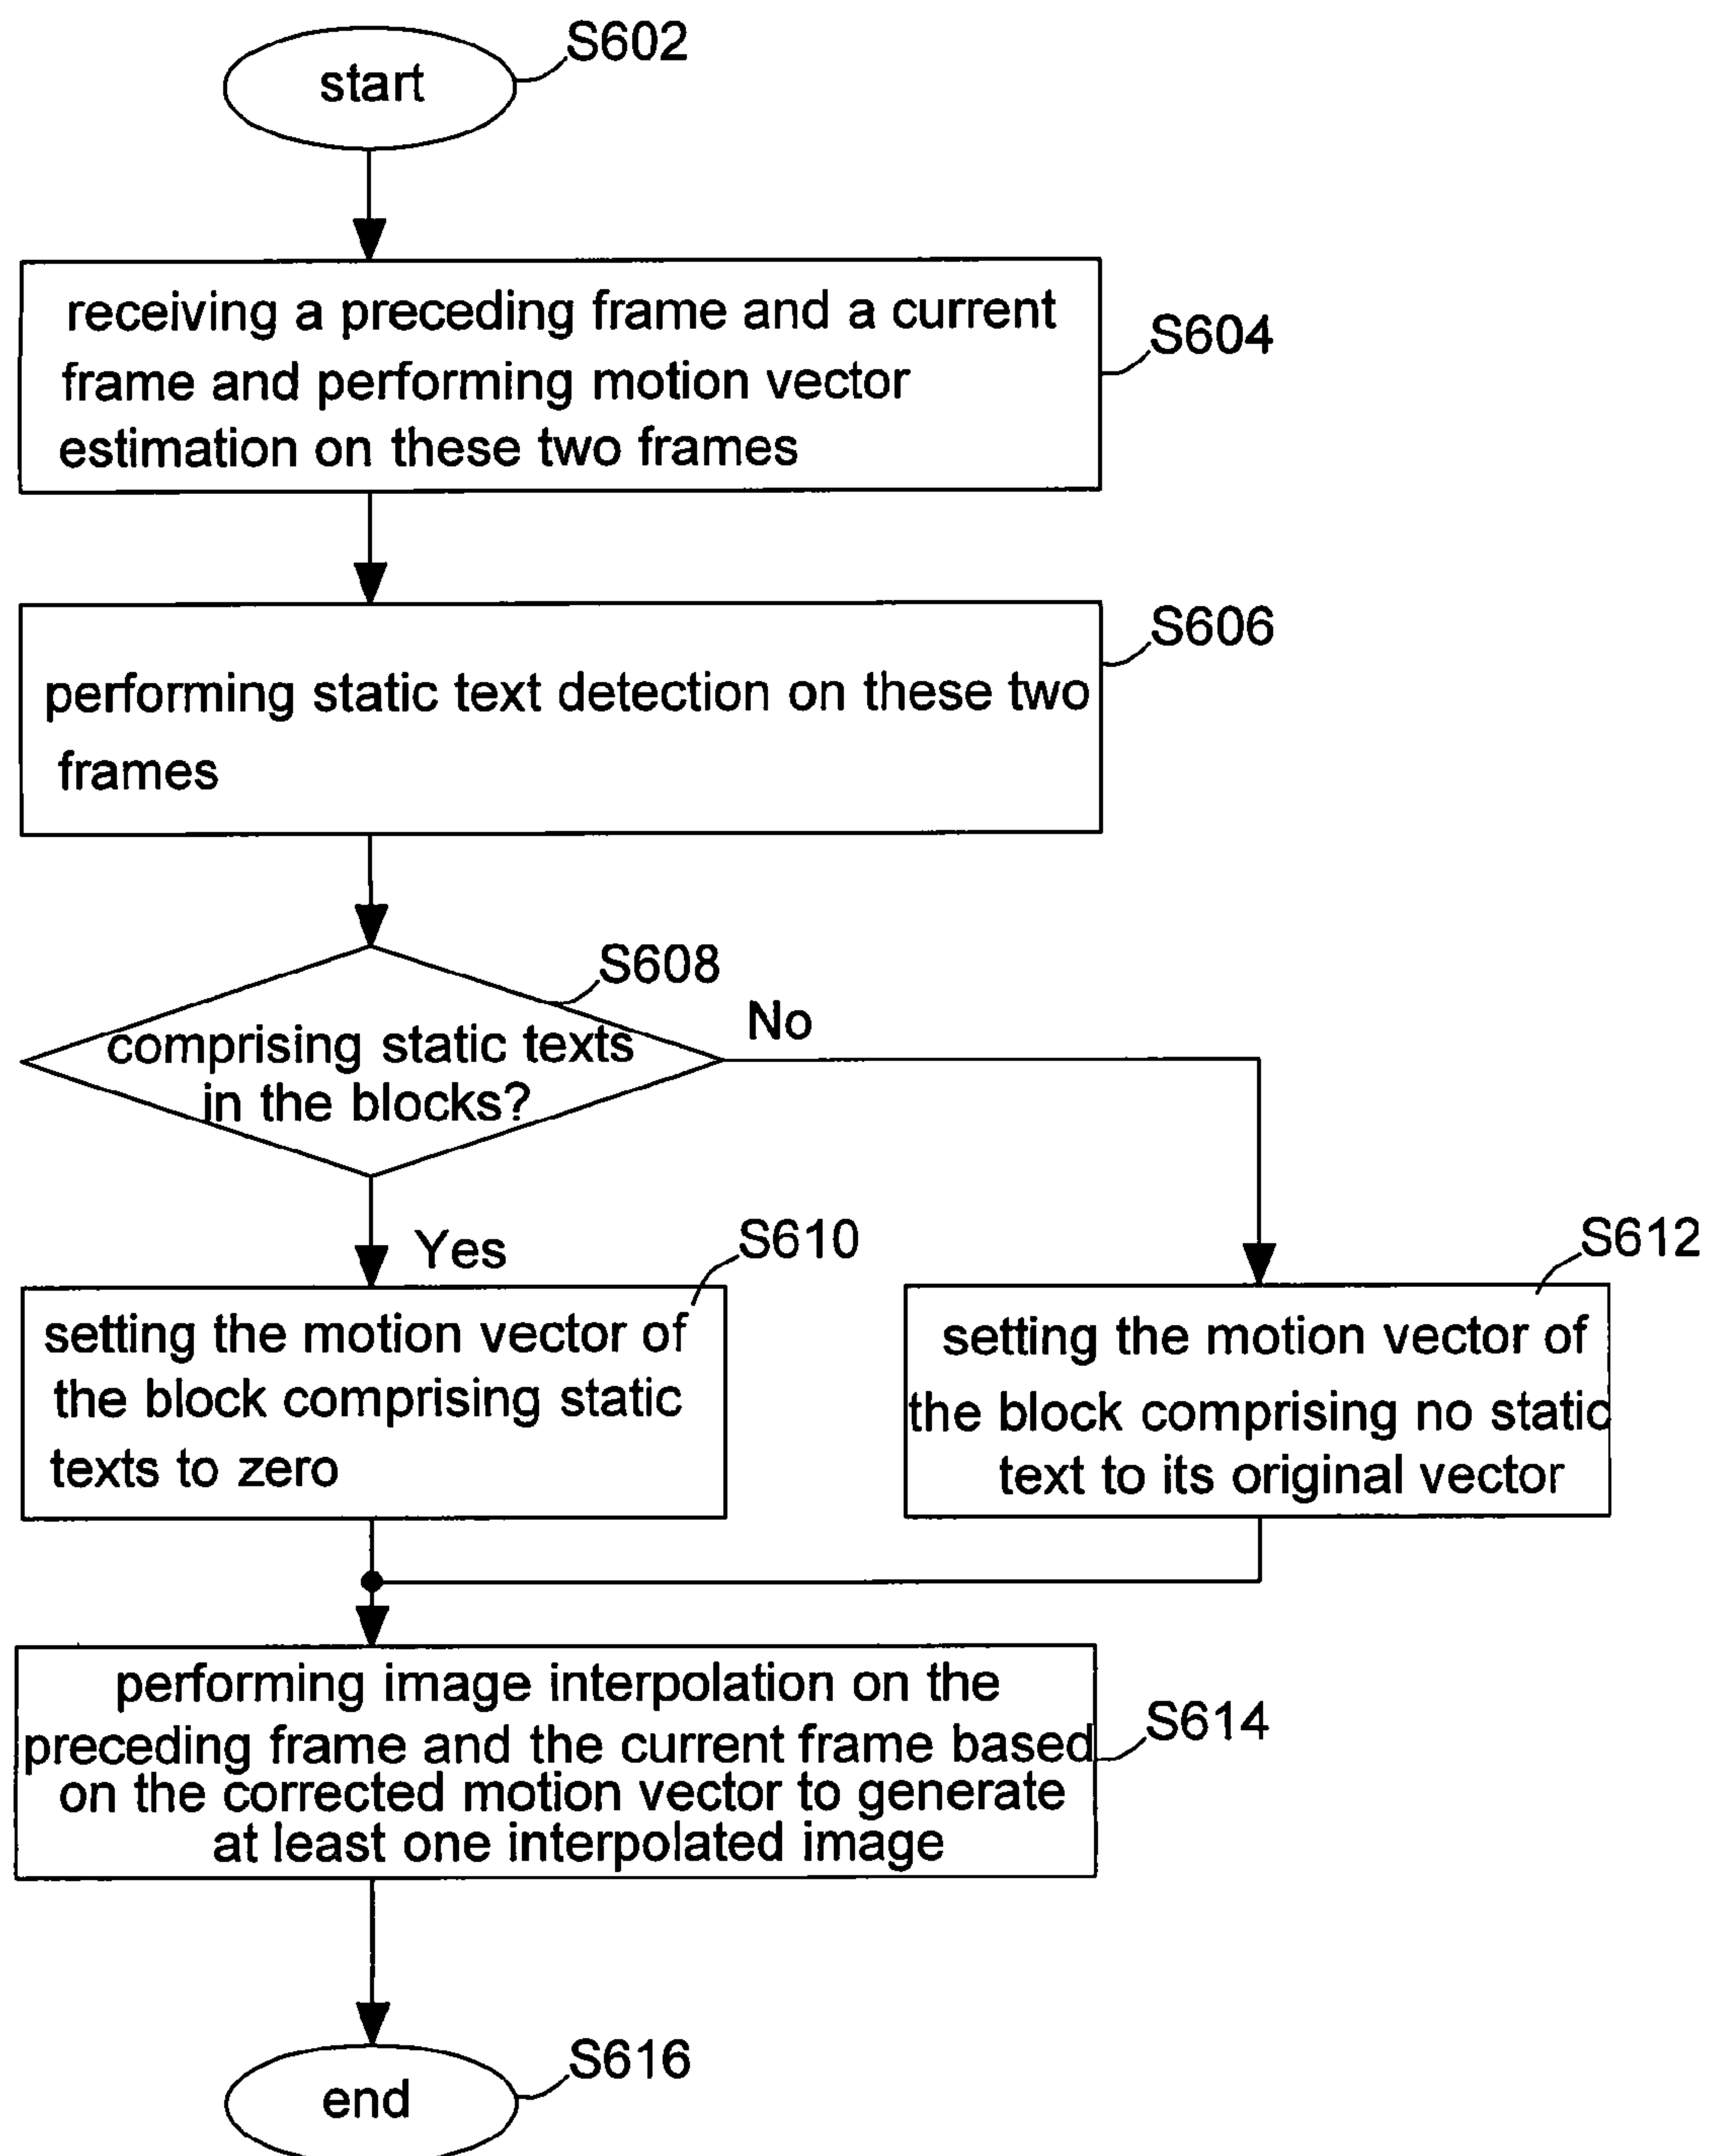 S602
start
receiving a preceding frame and a current
frame and performing motion vector
estimation on these two frames
S604
performing static text detection on these two
frames
S606
S608
comprising static texts
in the blocks?
No
Yes
S610
setting the motion vector of
the block comprising static
texts to zero
S612
setting the motion vector of
the block comprising no static
text to its original vector
performing image interpolation on the
preceding frame and the current frame based
on the corrected motion vector to generate
at least one interpolated image
S614
S616
end